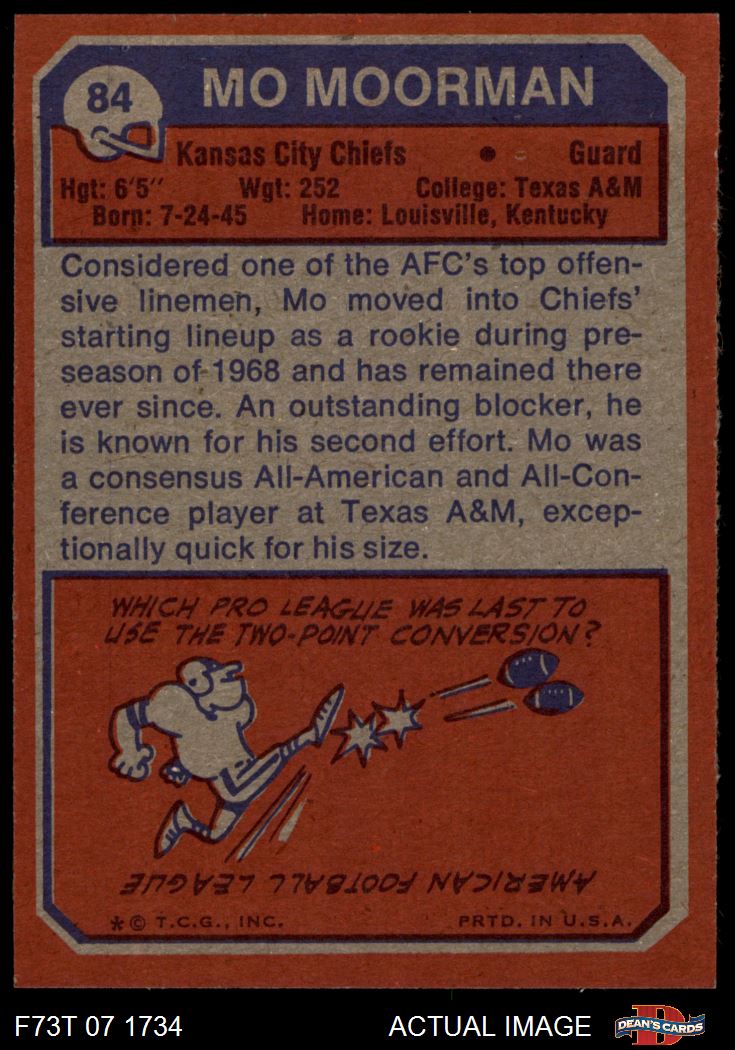 84
MO MOORMAN
Kansas City Chiefs • Guard
Hgt: 6'5" Wgt: 252 College: Texas A&M
Born: 7-24-45 Home: Louisville, Kentucky
Considered one of the AFC's top offen-
sive linemen, Mo moved into Chiefs'
starting lineup as a rookie during pre-
season of 1968 and has remained there
ever since. An outstanding blocker, he
is known for his second effort. Mo was
a consensus All-American and All-Con-
ference player at Texas A&M, excep-
tionally quick for his size.
WHICH PRO LEAGUE WAS LAST TO
USE THE TWO-POINT CONVERSION?
AMERICAN FOOTBALL LEAGUE
* © T.C.G., INC. PRTD. IN U.S.A.
F73T 07 1734 ACTUAL IMAGE D DEAN'S CARDS